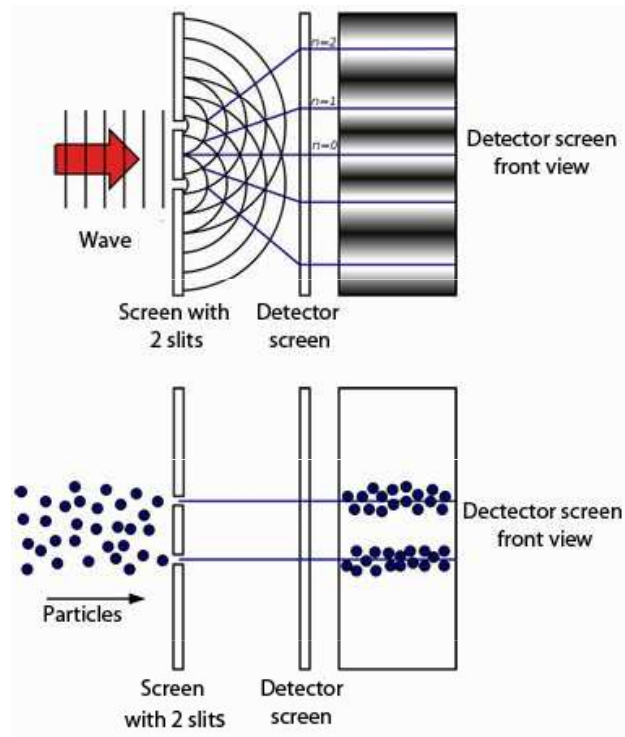 n=2
n=1
n=0
Detector screen
front view
Wave
Screen with
2 slits
Detector
screen
Dectector screen
front view
Particles
Screen
with 2 slits
Detector
screen